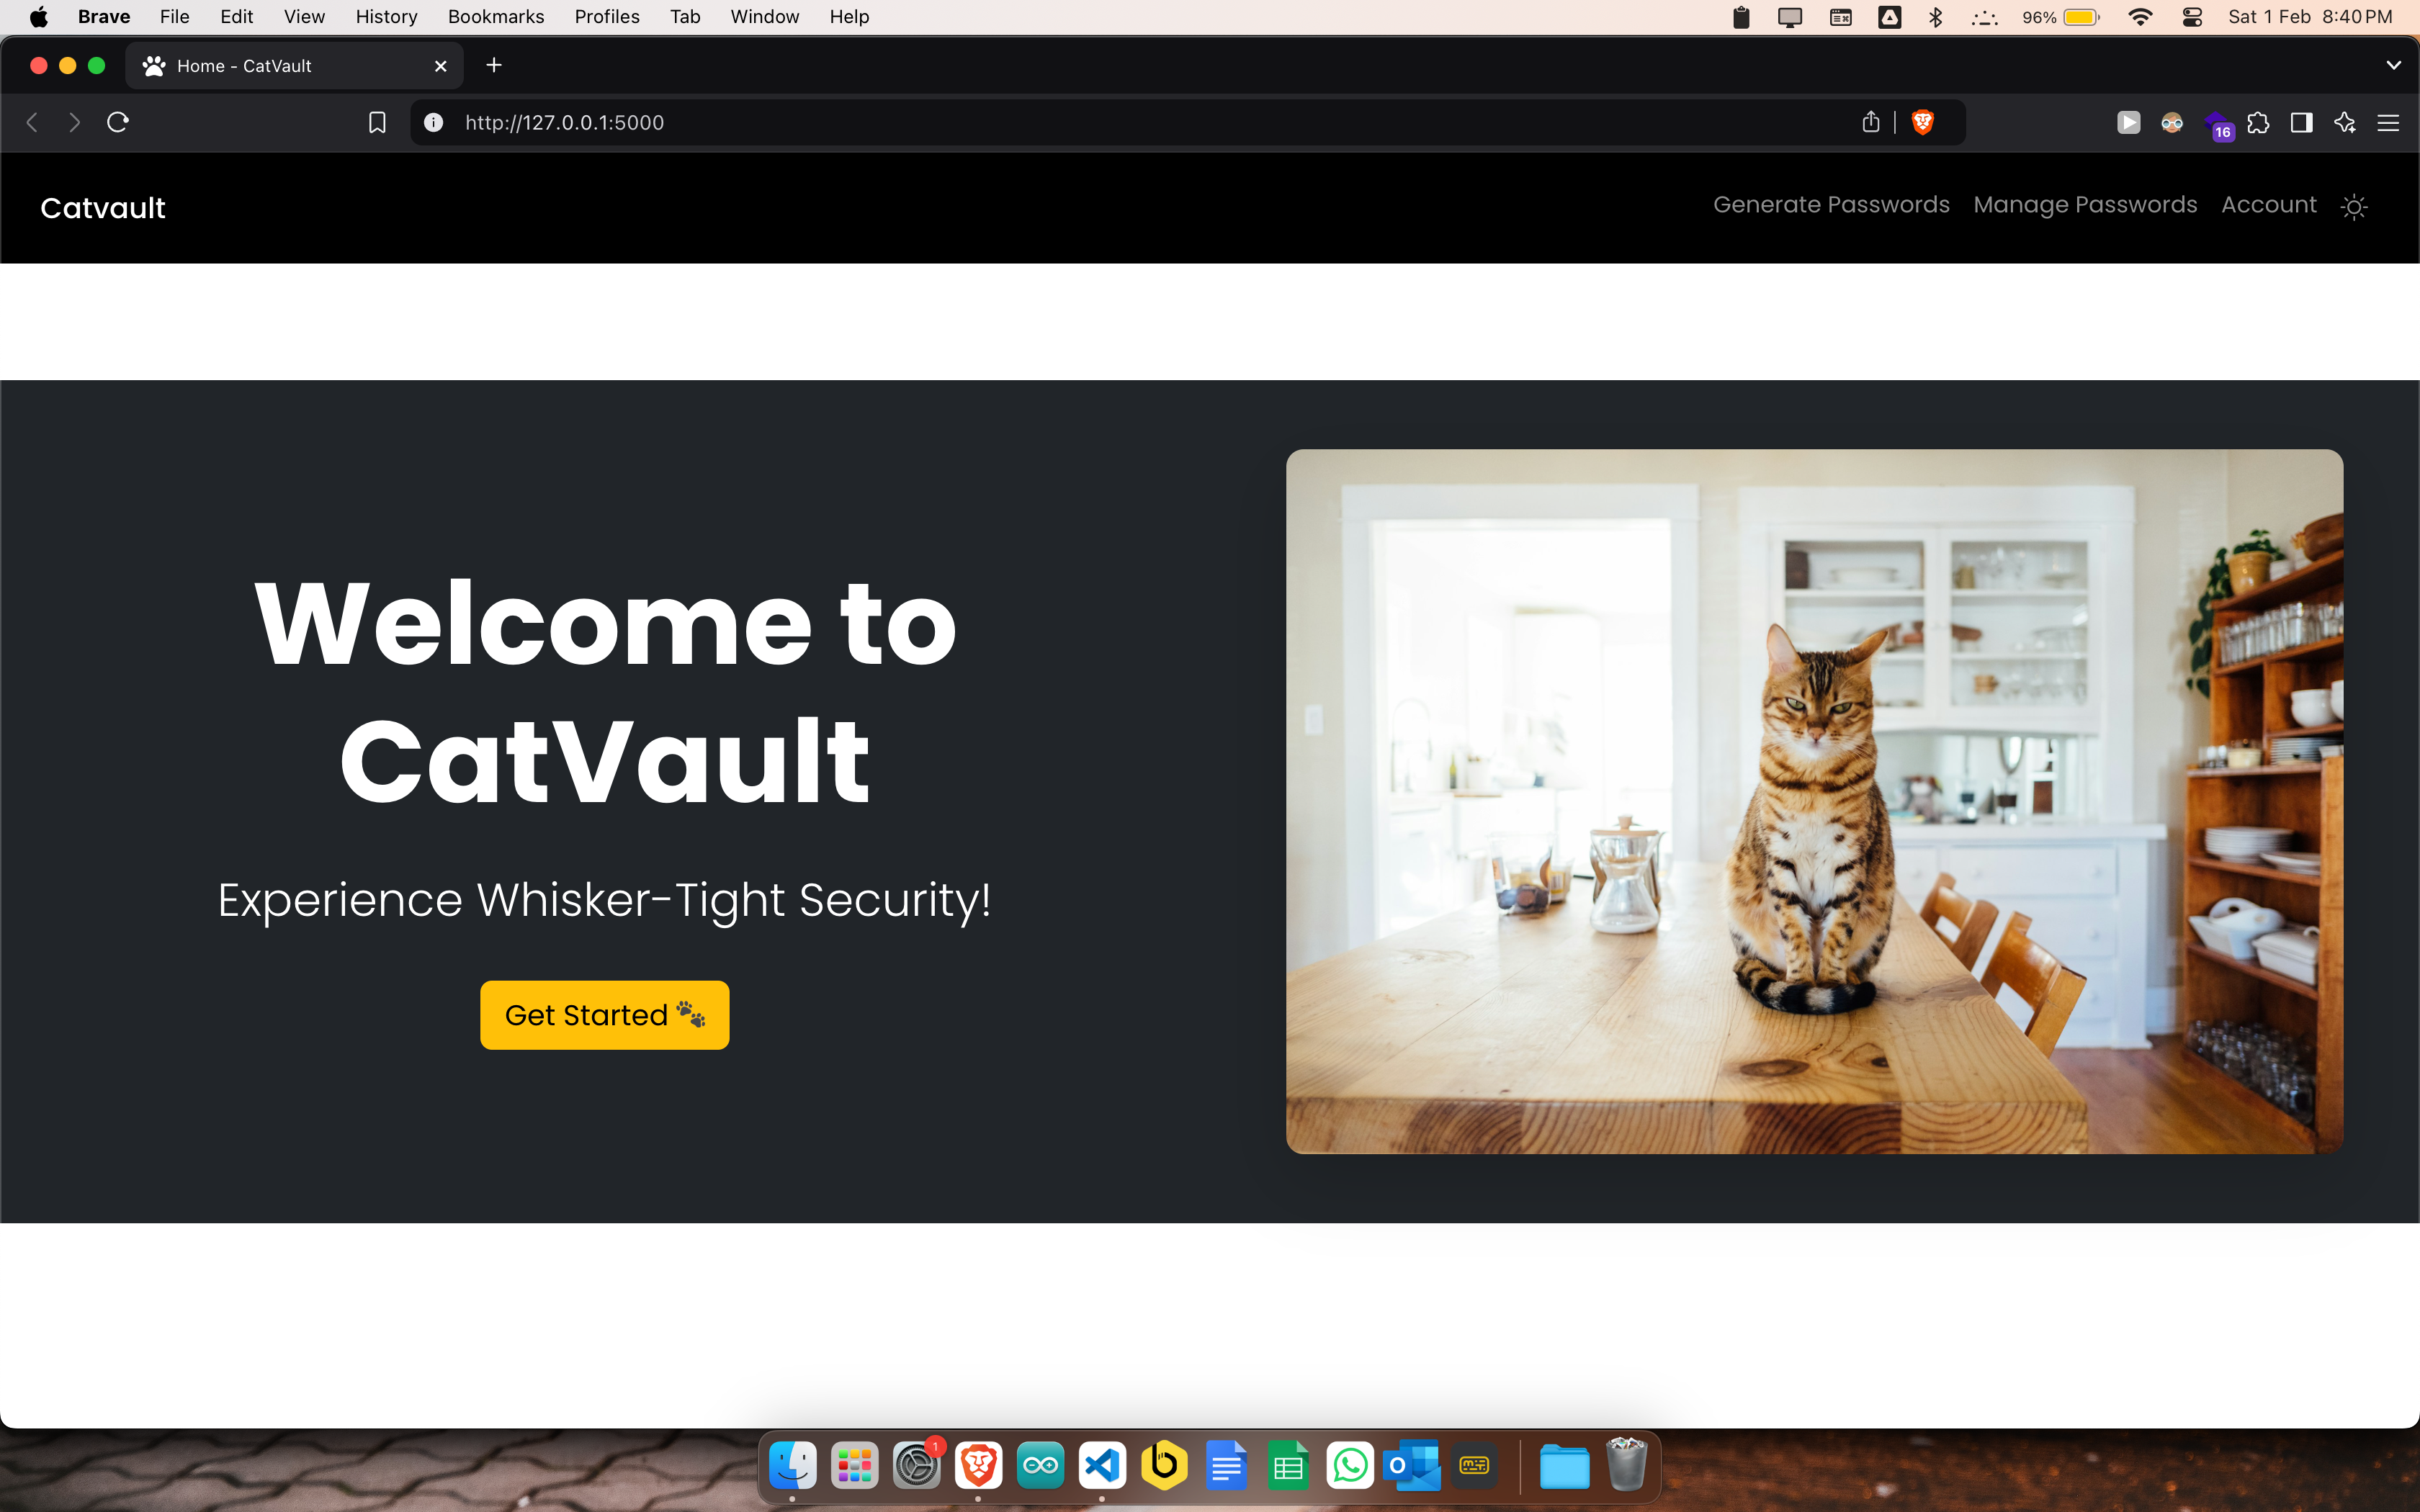 Brave File Edit View History Bookmarks Profiles Tab Window Help 96% Sat 1 Feb 8:40 PM
Home - CatVault
http://127.0.0.1:5000
16
Catvault Generate Passwords Manage Passwords Account
Welcome to
CatVault
Experience Whisker-Tight Security!
Get Started
1